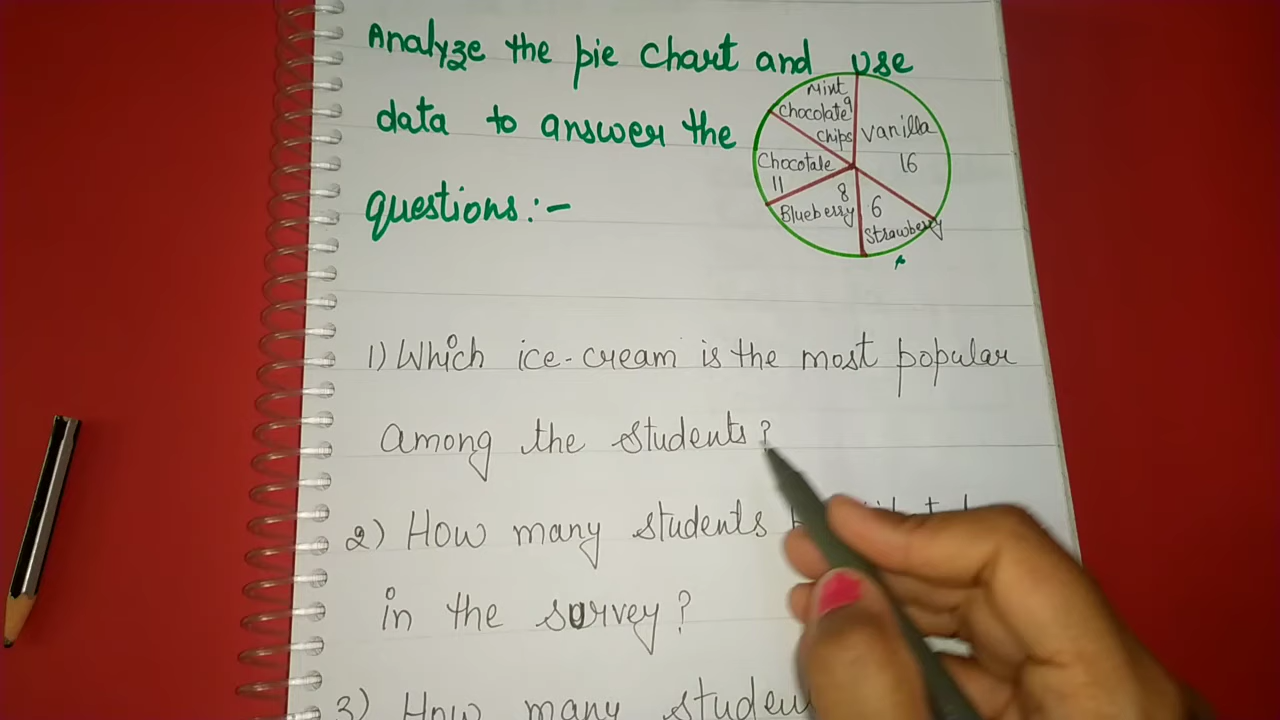 Analyze the pie chart and use
data to answer the
questions:-
Mint
chocolate 9
chips
vanilla
16
Chocotale
11
8
Blueberry
6
Strawberry
1) Which ice-cream is the most popular
among the students?
2) How many students
in the survey?
3) How many